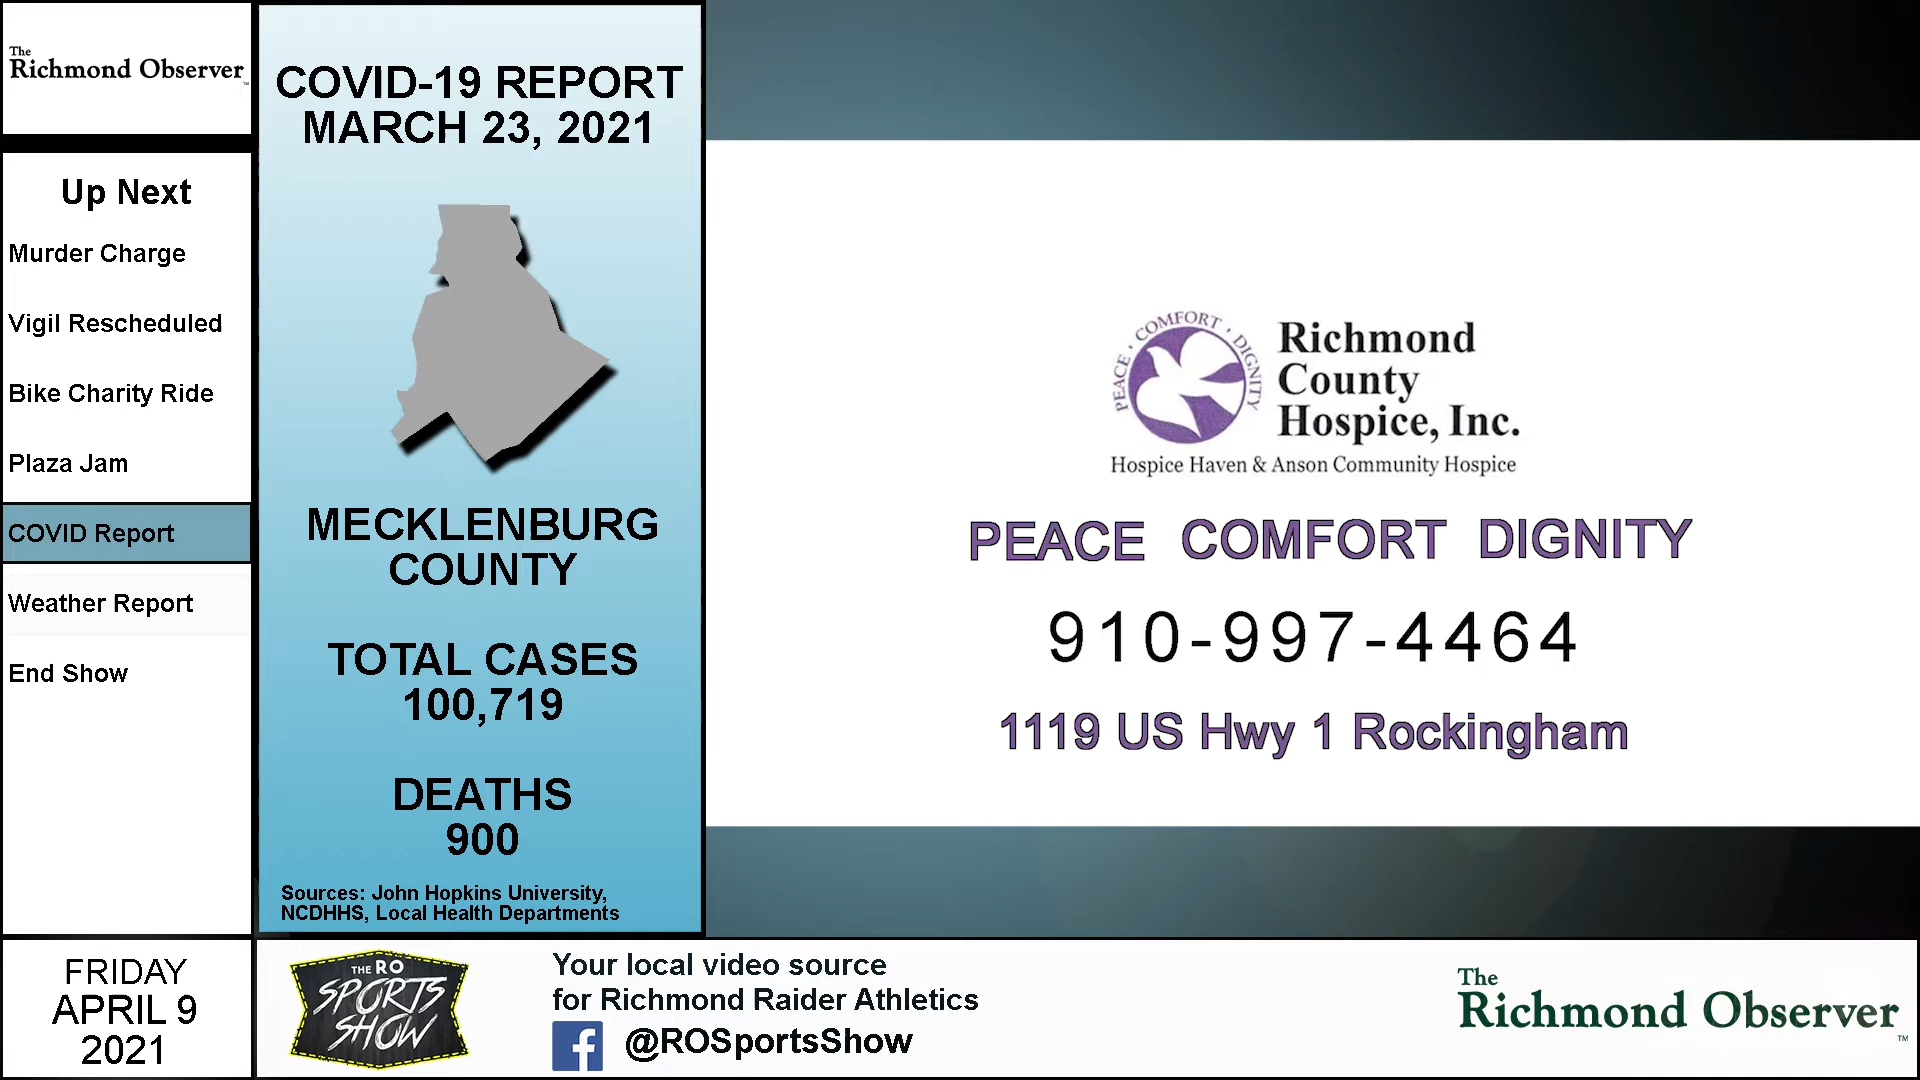 The
Richmond Observer
Up Next
Murder Charge
Vigil Rescheduled
Bike Charity Ride
Plaza Jam
COVID Report
Weather Report
End Show
COVID-19 REPORT
MARCH 23, 2021
MECKLENBURG
COUNTY
TOTAL CASES
100,719
DEATHS
900
Sources: John Hopkins University,
NCDHHS, Local Health Departments
PEACE · COMFORT · DIGNITY
Richmond
County
Hospice, Inc.
Hospice Haven & Anson Community Hospice
PEACE COMFORT DIGNITY
910-997-4464
1119 US Hwy 1 Rockingham
FRIDAY
APRIL 9
2021
THE RO
SPORTS
SHOW
Your local video source
for Richmond Raider Athletics
f @ROSportsShow
The
Richmond Observer
TM